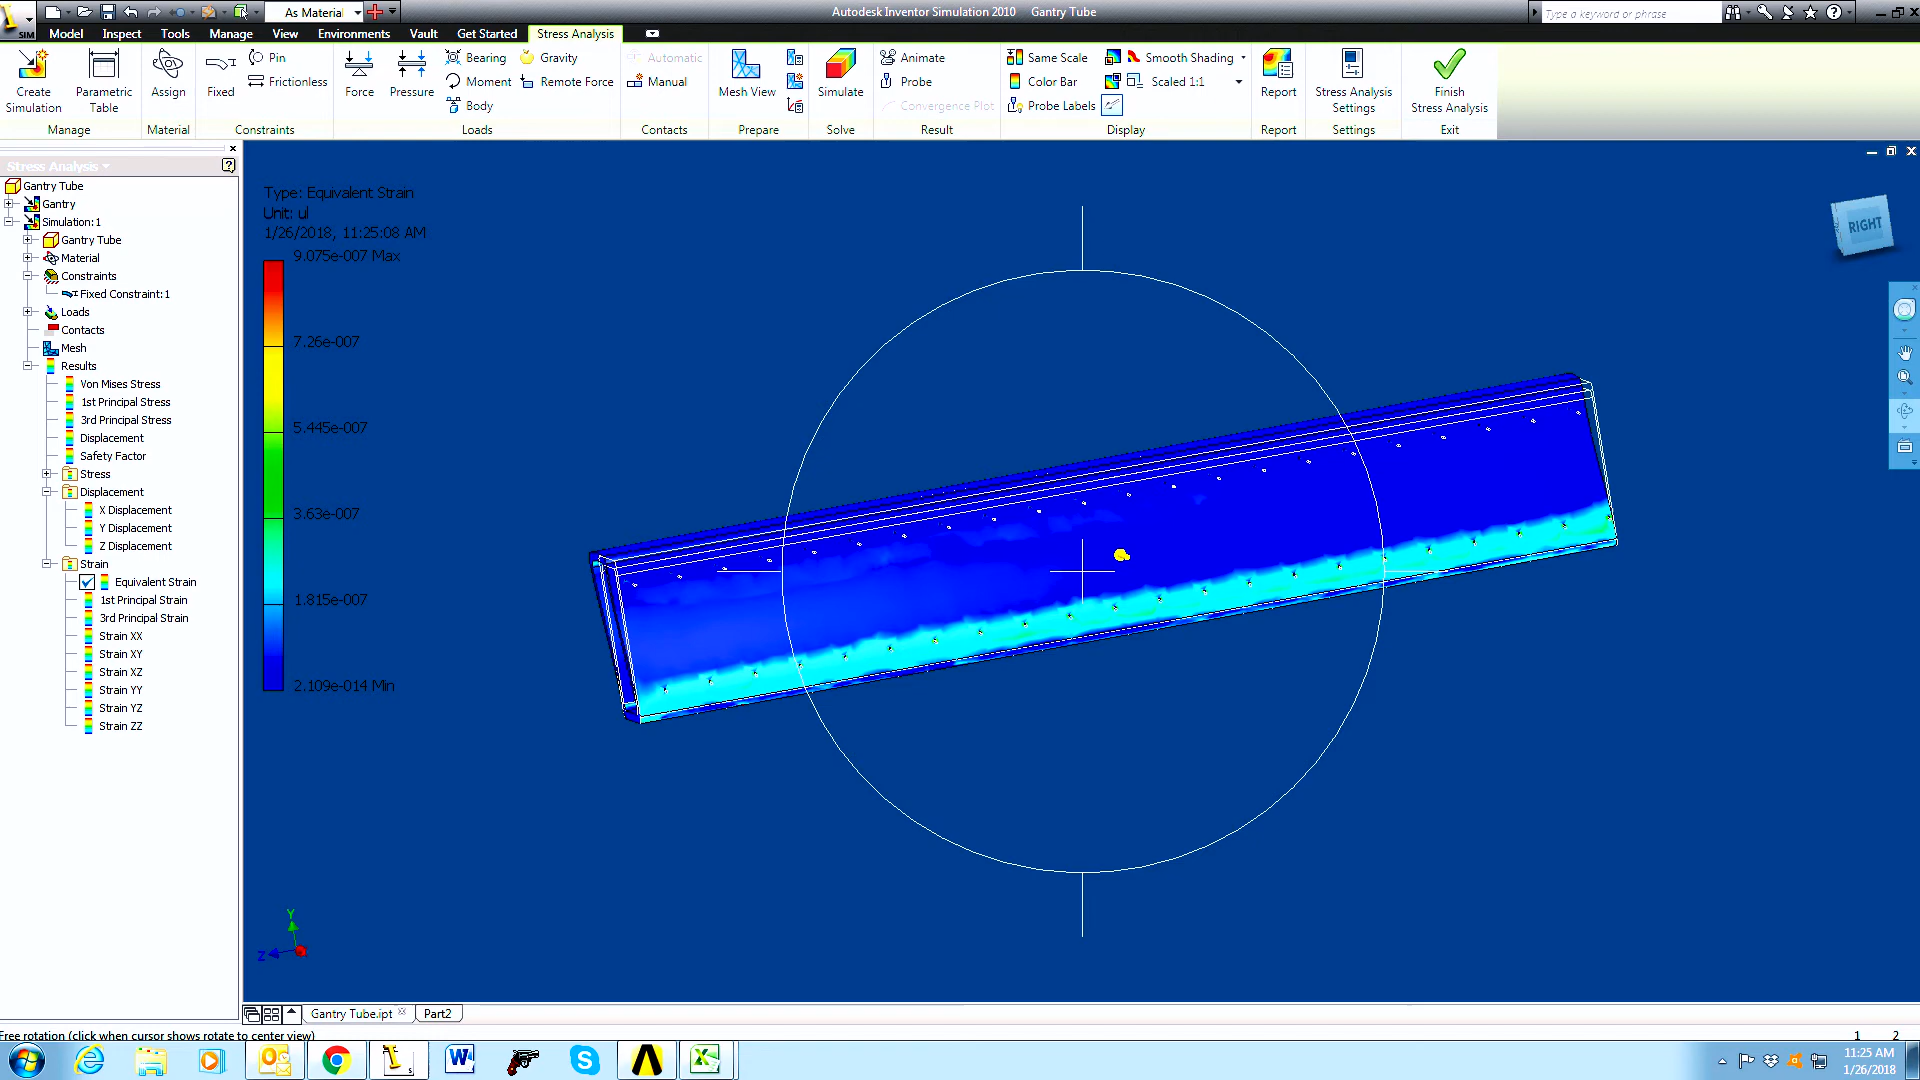 As Material
Autodesk Inventor Simulation 2010 Gantry Tube
Type a keyword or phrase
SIM
Model Inspect Tools Manage View Environments Vault Get Started Stress Analysis
Create Simulation
Parametric Table
Manage
Assign
Material
Fixed
Pin
Frictionless
Constraints
Force
Pressure
Bearing
Moment
Body
Gravity
Remote Force
Loads
Automatic
Manual
Contacts
Mesh View
Prepare
Simulate
Solve
Animate
Probe
Convergence Plot
Result
Same Scale
Color Bar
Probe Labels
Smooth Shading
Scaled 1:1
Display
Report
Report
Stress Analysis Settings
Settings
Finish Stress Analysis
Exit
Stress Analysis
Gantry Tube
Gantry
Simulation:1
Gantry Tube
Material
Constraints
Fixed Constraint:1
Loads
Contacts
Mesh
Results
Von Mises Stress
1st Principal Stress
3rd Principal Stress
Displacement
Safety Factor
Stress
Displacement
X Displacement
Y Displacement
Z Displacement
Strain
Equivalent Strain
1st Principal Strain
3rd Principal Strain
Strain XX
Strain XY
Strain XZ
Strain YY
Strain YZ
Strain ZZ
Type: Equivalent Strain
Unit: ul
1/26/2018, 11:25:08 AM
9.075e-007 Max
7.26e-007
5.445e-007
3.63e-007
1.815e-007
2.109e-014 Min
RIGHT
Y
Z
Gantry Tube.ipt
Part2
Free rotation (click when cursor shows rotate to center view)
1 2
11:25 AM
1/26/2018